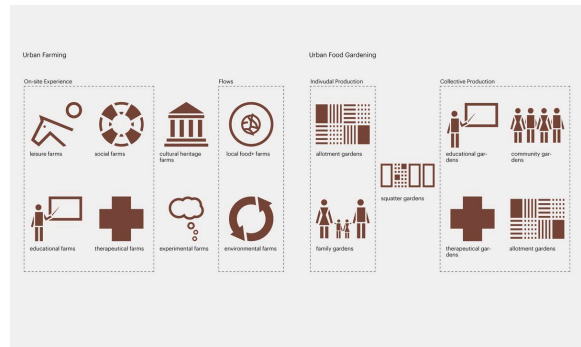 Urban Farming
Urban Food Gardening
On-site Experience
Flows
Indivudal Production
Collective Production
leisure farms
social farms
cultural heritage
farms
local food+ farms
allotment gardens
educational gar-
dens
community gar-
dens
squatter gardens
educational farms
therapeutical farms
experimental farms
environmental farms
family gardens
therapeutical gar-
dens
allotment gardens